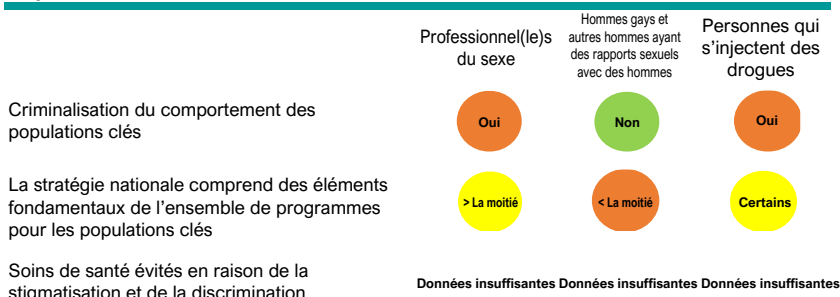 Professionnel(le)s
du sexe
Hommes gays et
autres hommes ayant
des rapports sexuels
avec des hommes
Personnes qui
s'injectent des
drogues
Criminalisation du comportement des
populations clés
Oui
Non
Oui
La stratégie nationale comprend des éléments
fondamentaux de l'ensemble de programmes
pour les populations clés
> La moitié
< La moitié
Certains
Soins de santé évités en raison de la
stigmatisation et de la discrimination
Données insuffisantes Données insuffisantes Données insuffisantes